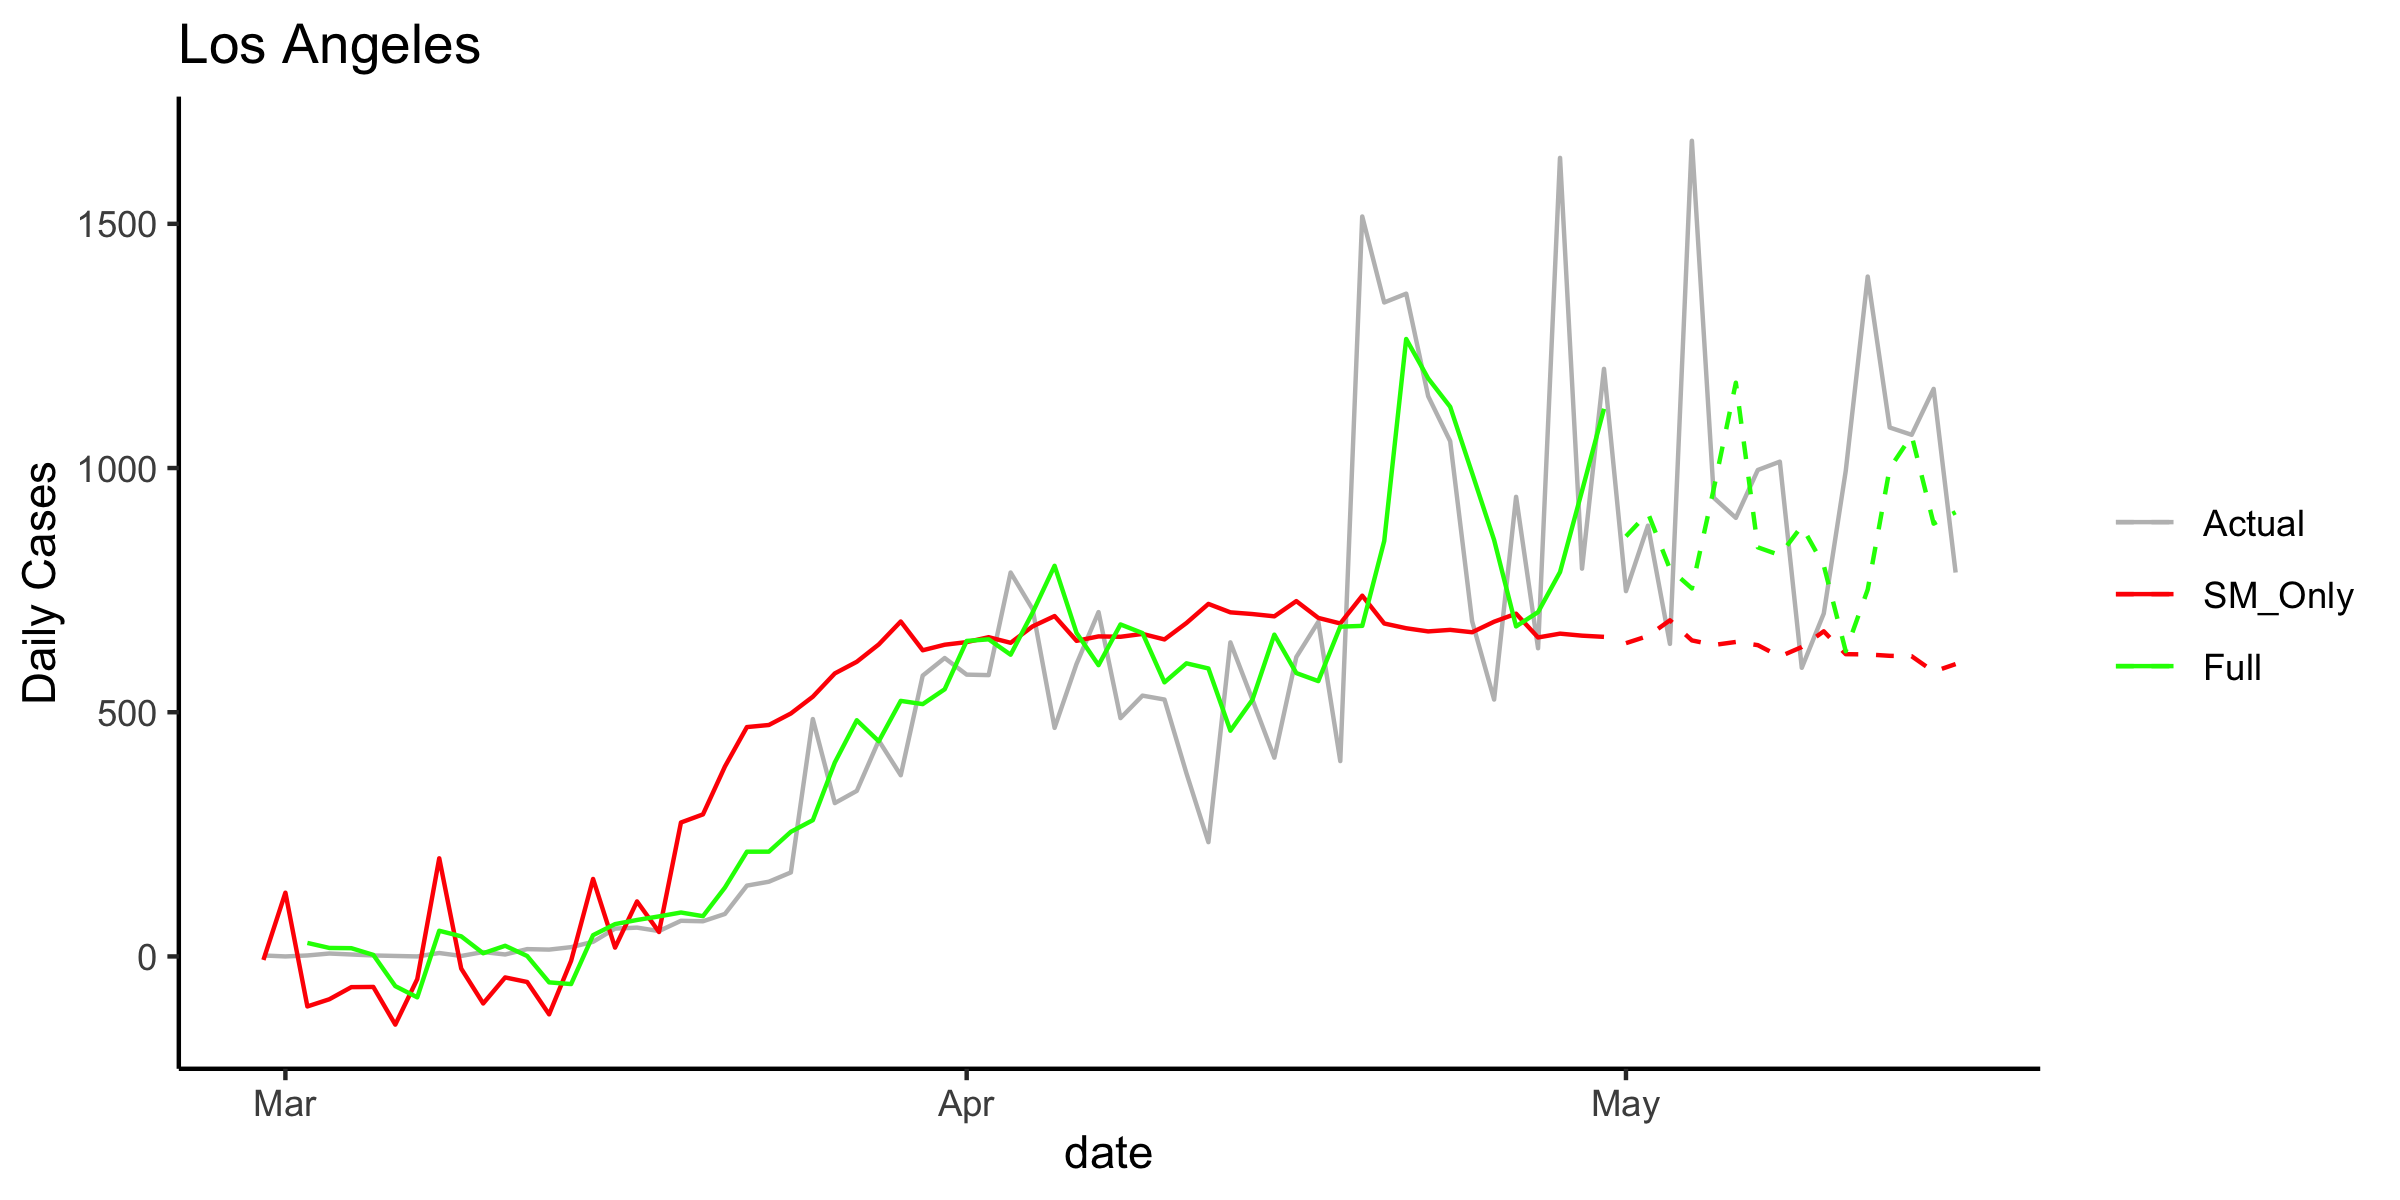 Los Angeles
Daily Cases
1500
1000
500
0
Mar
Apr
May
date
Actual
SM_Only
Full